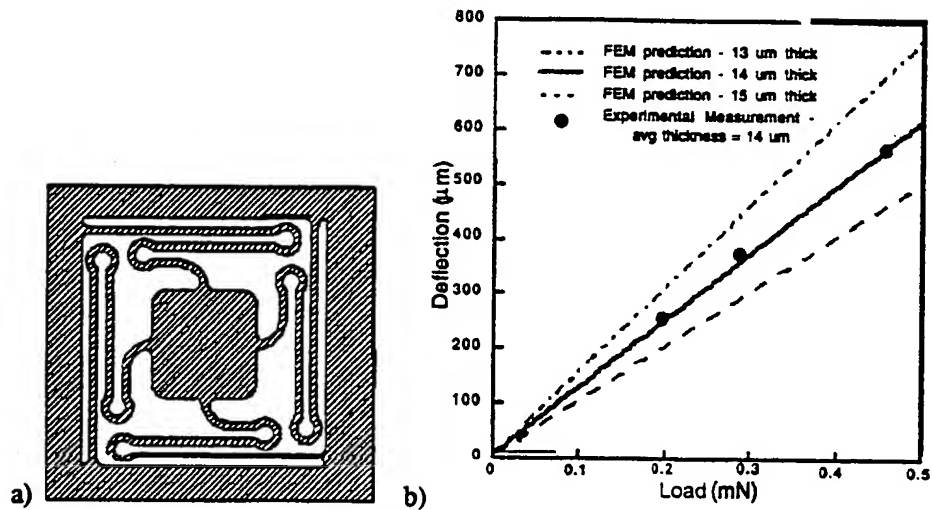 a)
b)
800
700
600
500
400
300
200
100
0
Deflection (µm)
FEM prediction - 13 um thick
FEM prediction - 14 um thick
FEM prediction - 15 um thick
Experimental Measurement -
avg thickness = 14 um
0
0.1
0.2
0.3
0.4
0.5
Load (mN)